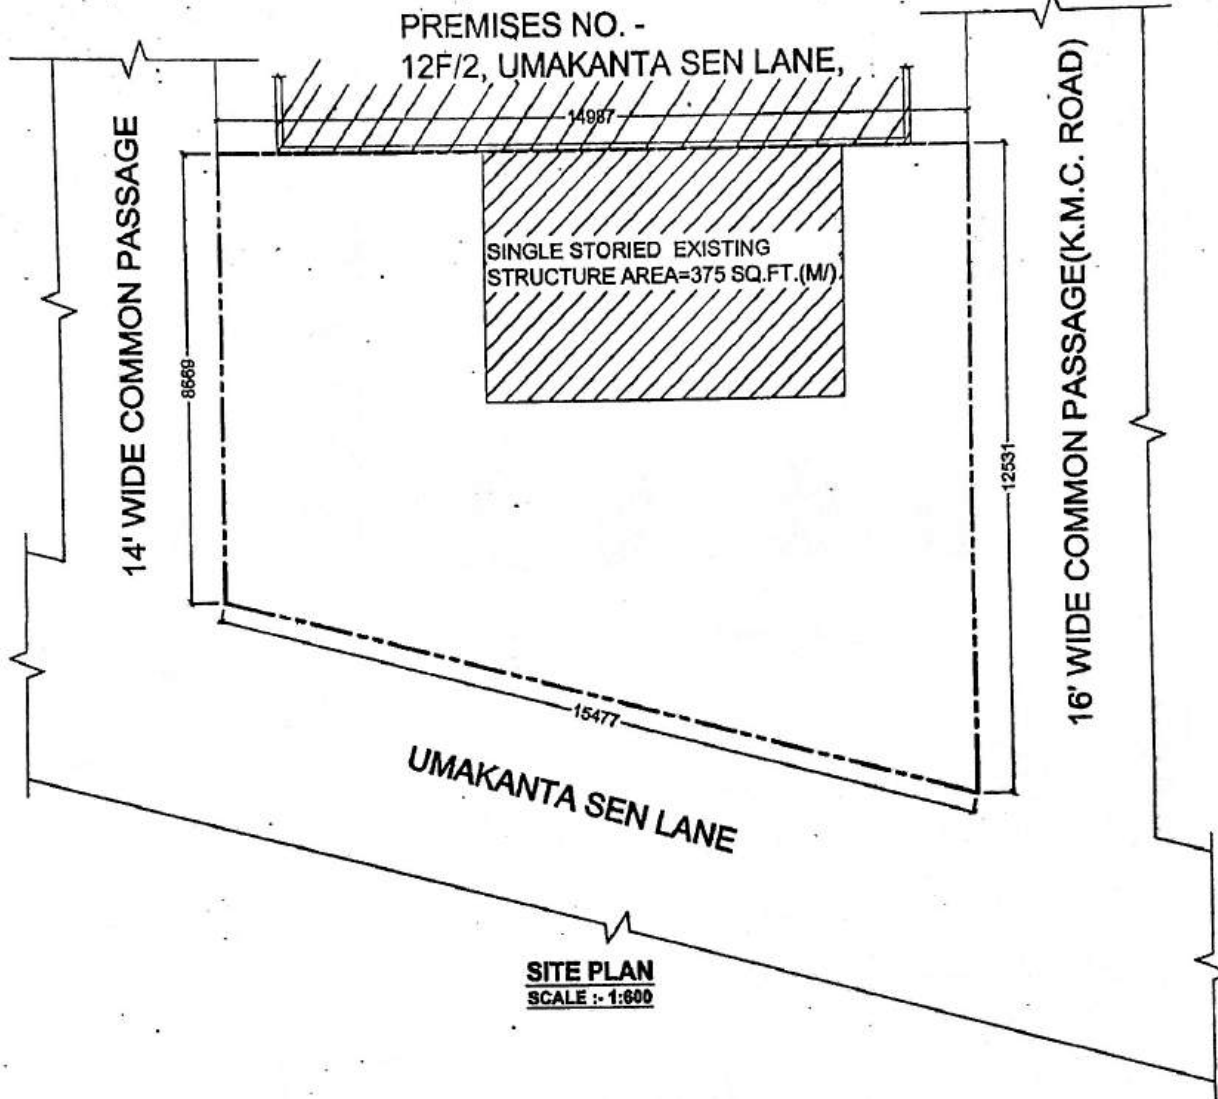 PREMISES NO. -
12F/2, UMAKANTA SEN LANE,
14987
14' WIDE COMMON PASSAGE
8669
SINGLE STORIED EXISTING
STRUCTURE AREA=375 SQ.FT.(M/).
12531
16' WIDE COMMON PASSAGE(K.M.C. ROAD)
15477
UMAKANTA SEN LANE
SITE PLAN
SCALE :- 1:600